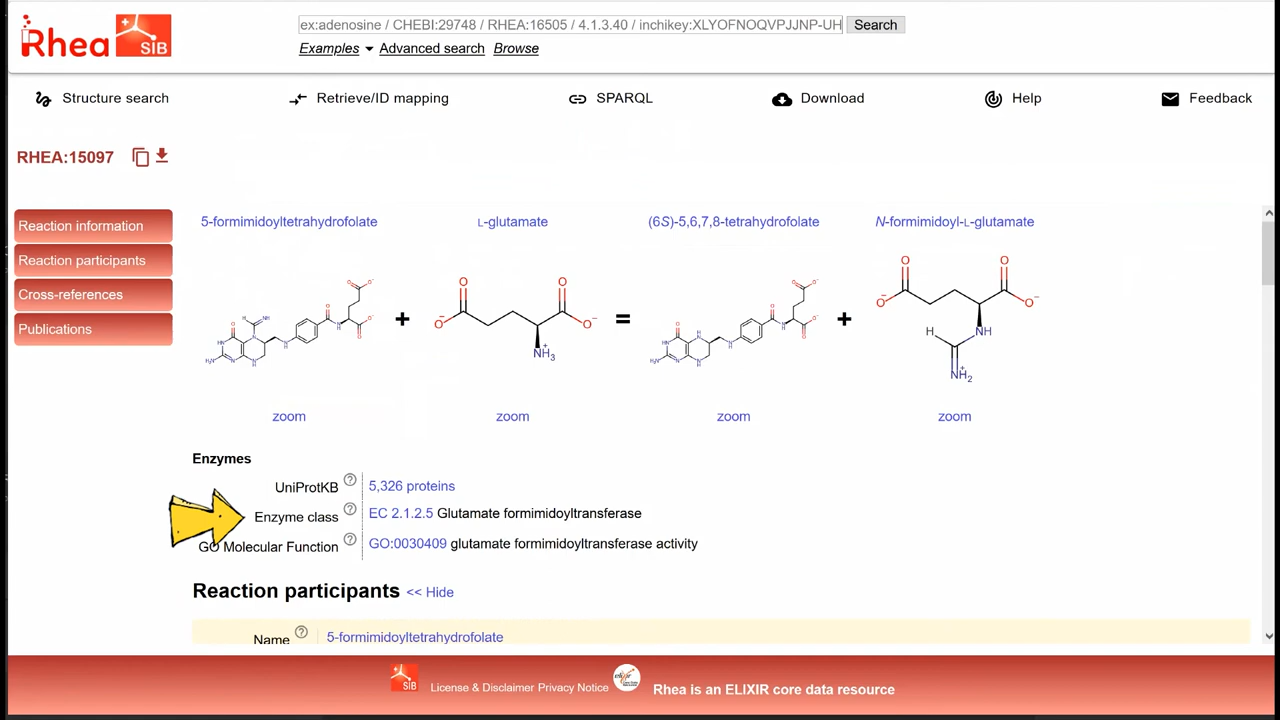 Rhea SIB
ex:adenosine / CHEBI:29748 / RHEA:16505 / 4.1.3.40 / inchikey:XLYOFNOQVPJJNP-UH
Search
Examples Advanced search Browse
Structure search Retrieve/ID mapping SPARQL Download Help Feedback
RHEA:15097
Reaction information
Reaction participants
Cross-references
Publications
5-formimidoyltetrahydrofolate L-glutamate (6S)-5,6,7,8-tetrahydrofolate N-formimidoyl-L-glutamate
+ = +
zoom zoom zoom zoom
Enzymes
UniProtKB ? 5,326 proteins
Enzyme class ? EC 2.1.2.5 Glutamate formimidoyltransferase
GO Molecular Function ? GO:0030409 glutamate formimidoyltransferase activity
Reaction participants << Hide
Name ? 5-formimidoyltetrahydrofolate
SIB License & Disclaimer Privacy Notice elixir Rhea is an ELIXIR core data resource